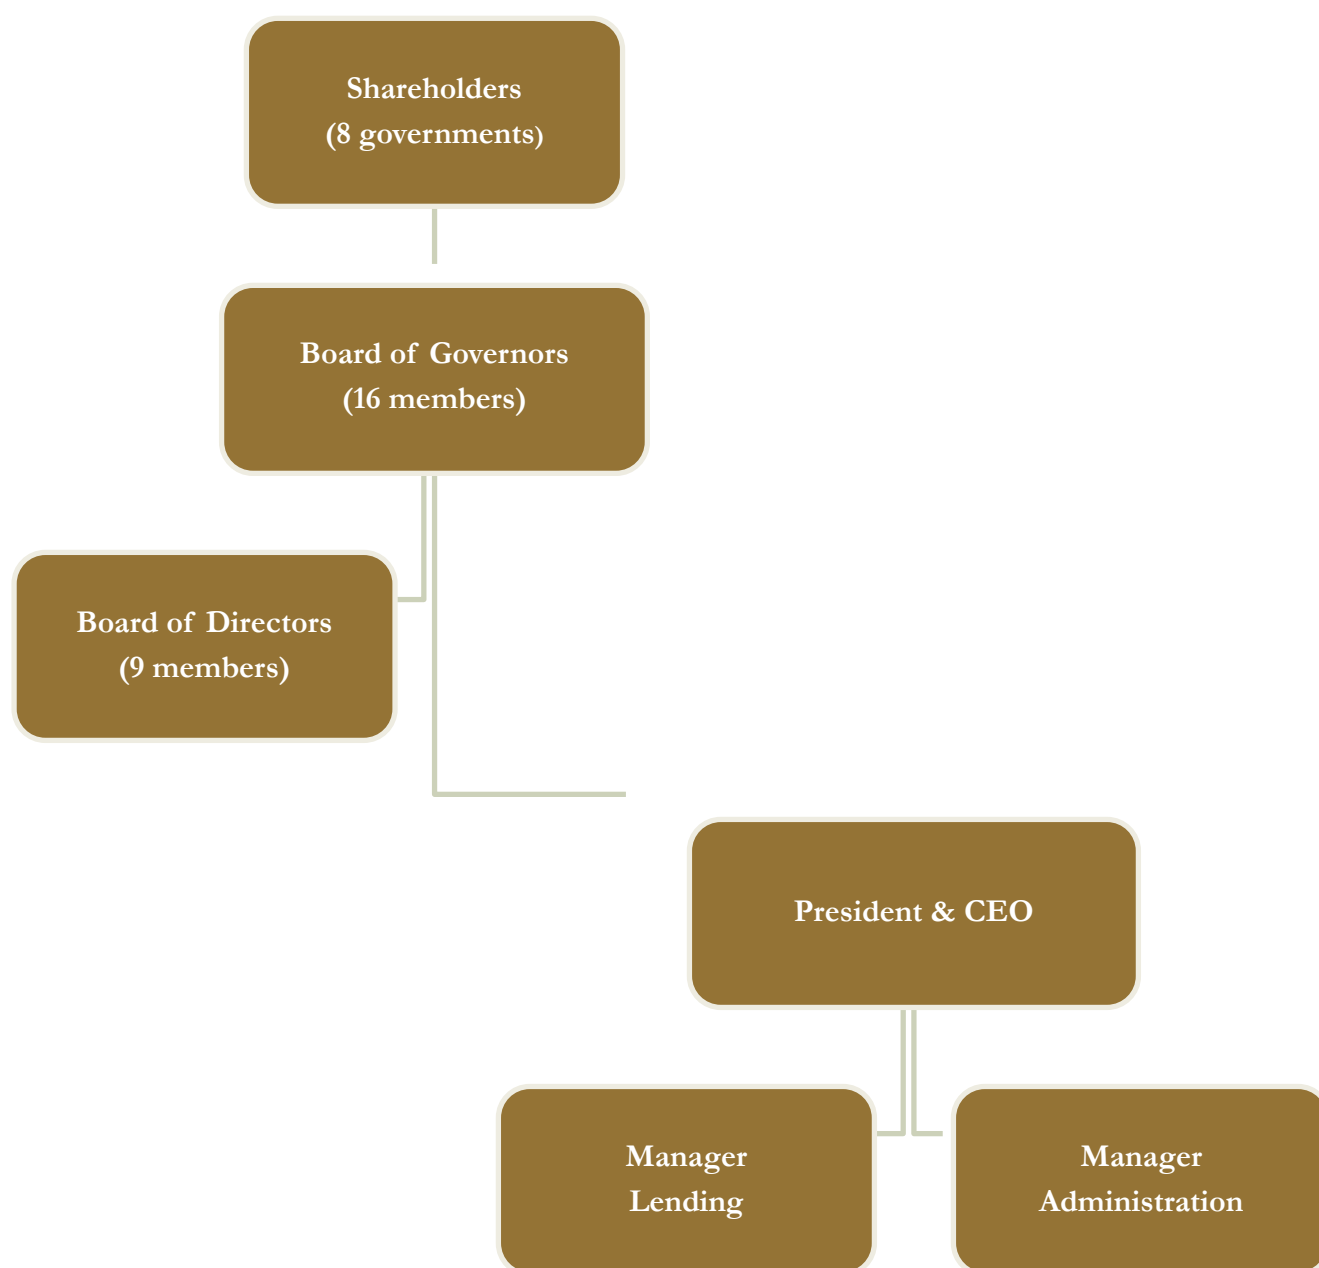 Shareholders
(8 governments)
Board of Governors
(16 members)
Board of Directors
(9 members)
President & CEO
Manager
Lending
Manager
Administration